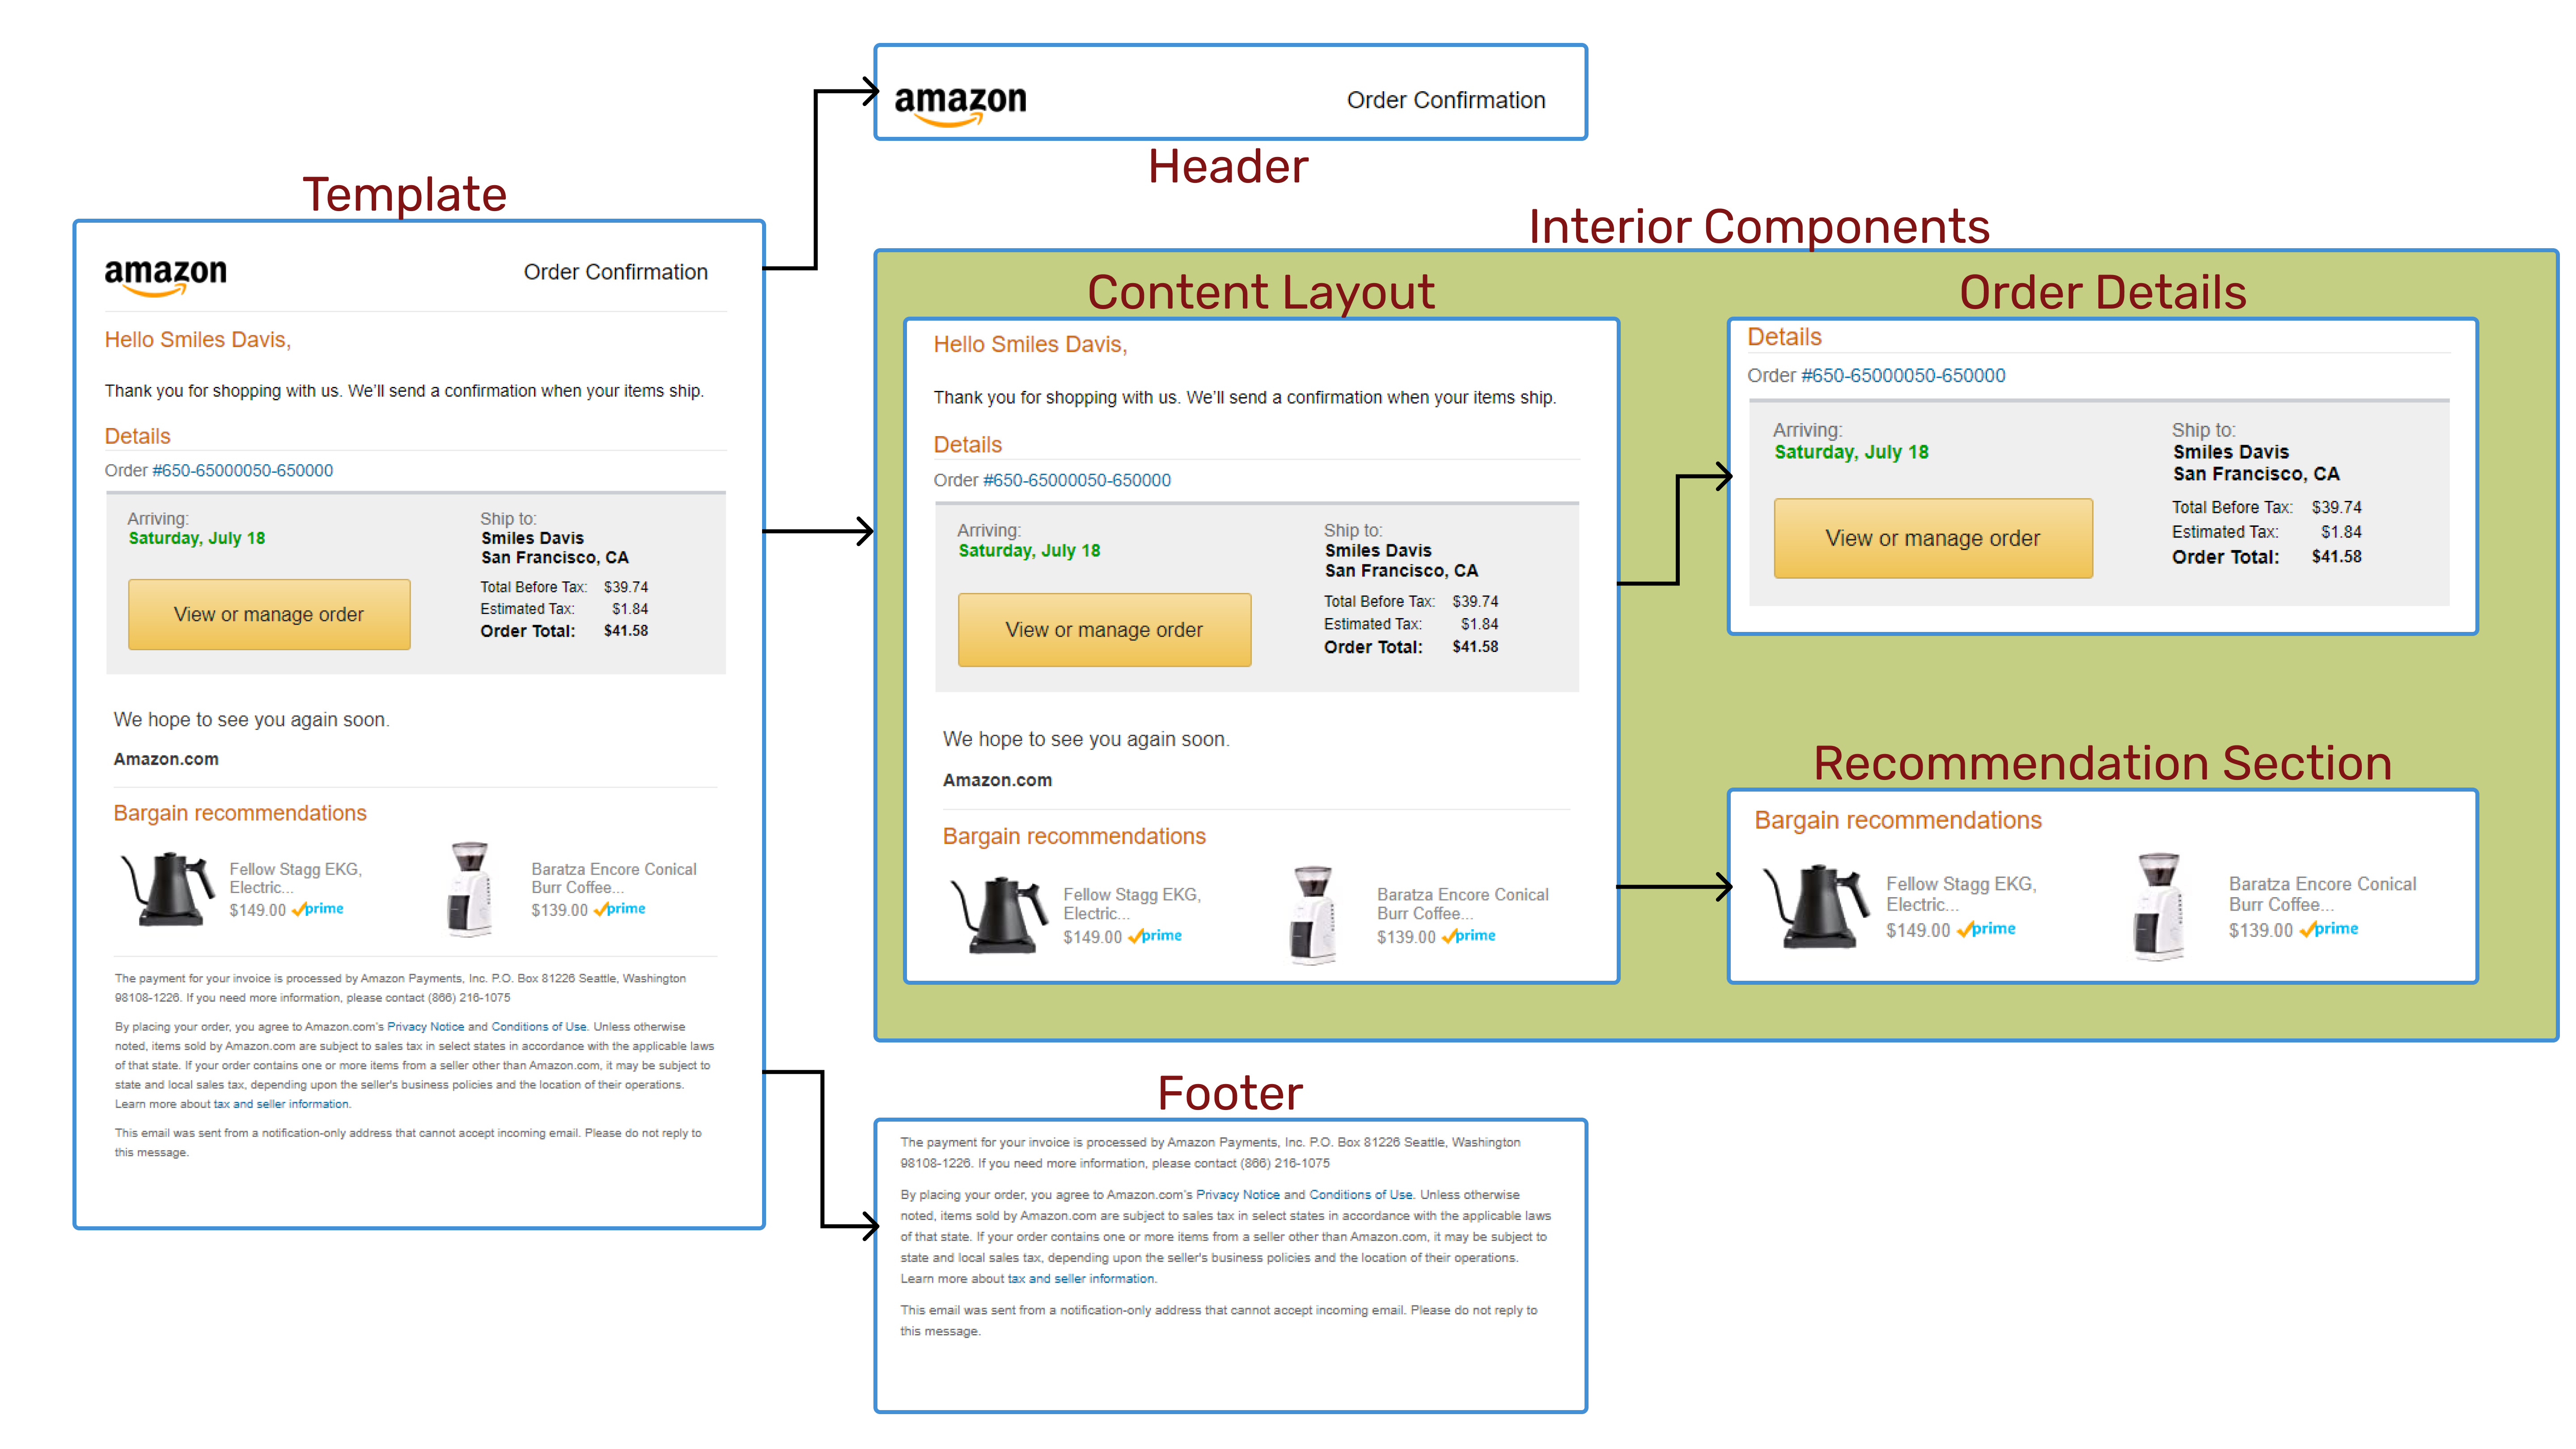 Template
amazon
Order Confirmation
Hello Smiles Davis,
Thank you for shopping with us. We'll send a confirmation when your items ship.
Details
Order #650-65000050-650000
Arriving:
Saturday, July 18
View or manage order
Ship to:
Smiles Davis
San Francisco, CA
Total Before Tax: $39.74
Estimated Tax: $1.84
Order Total: $41.58
We hope to see you again soon.
Amazon.com
Bargain recommendations
Fellow Stagg EKG,
Electric...
$149.00 prime
Baratza Encore Conical
Burr Coffee...
$139.00 prime
The payment for your invoice is processed by Amazon Payments, Inc. P.O. Box 81226 Seattle, Washington
98108-1226. If you need more information, please contact (866) 216-1075
By placing your order, you agree to Amazon.com's Privacy Notice and Conditions of Use. Unless otherwise
noted, items sold by Amazon.com are subject to sales tax in select states in accordance with the applicable laws
of that state. If your order contains one or more items from a seller other than Amazon.com, it may be subject to
state and local sales tax, depending upon the seller's business policies and the location of their operations.
Learn more about tax and seller information.
This email was sent from a notification-only address that cannot accept incoming email. Please do not reply to
this message.
amazon
Order Confirmation
Header
Interior Components
Content Layout
Hello Smiles Davis,
Thank you for shopping with us. We'll send a confirmation when your items ship.
Details
Order #650-65000050-650000
Arriving:
Saturday, July 18
View or manage order
Ship to:
Smiles Davis
San Francisco, CA
Total Before Tax: $39.74
Estimated Tax: $1.84
Order Total: $41.58
We hope to see you again soon.
Amazon.com
Bargain recommendations
Fellow Stagg EKG,
Electric...
$149.00 prime
Baratza Encore Conical
Burr Coffee...
$139.00 prime
Order Details
Details
Order #650-65000050-650000
Arriving:
Saturday, July 18
View or manage order
Ship to:
Smiles Davis
San Francisco, CA
Total Before Tax: $39.74
Estimated Tax: $1.84
Order Total: $41.58
Recommendation Section
Bargain recommendations
Fellow Stagg EKG,
Electric...
$149.00 prime
Baratza Encore Conical
Burr Coffee...
$139.00 prime
Footer
The payment for your invoice is processed by Amazon Payments, Inc. P.O. Box 81226 Seattle, Washington
98108-1226. If you need more information, please contact (866) 216-1075
By placing your order, you agree to Amazon.com's Privacy Notice and Conditions of Use. Unless otherwise
noted, items sold by Amazon.com are subject to sales tax in select states in accordance with the applicable laws
of that state. If your order contains one or more items from a seller other than Amazon.com, it may be subject to
state and local sales tax, depending upon the seller's business policies and the location of their operations.
Learn more about tax and seller information.
This email was sent from a notification-only address that cannot accept incoming email. Please do not reply to
this message.